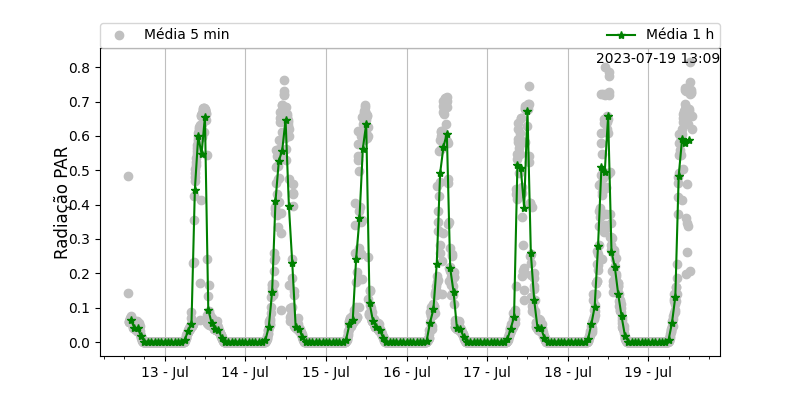 Média 5 min
Média 1 h
2023-07-19 13:09
Radiação PAR
0.8
0.7
0.6
0.5
0.4
0.3
0.2
0.1
0.0
13 - Jul
14 - Jul
15 - Jul
16 - Jul
17 - Jul
18 - Jul
19 - Jul